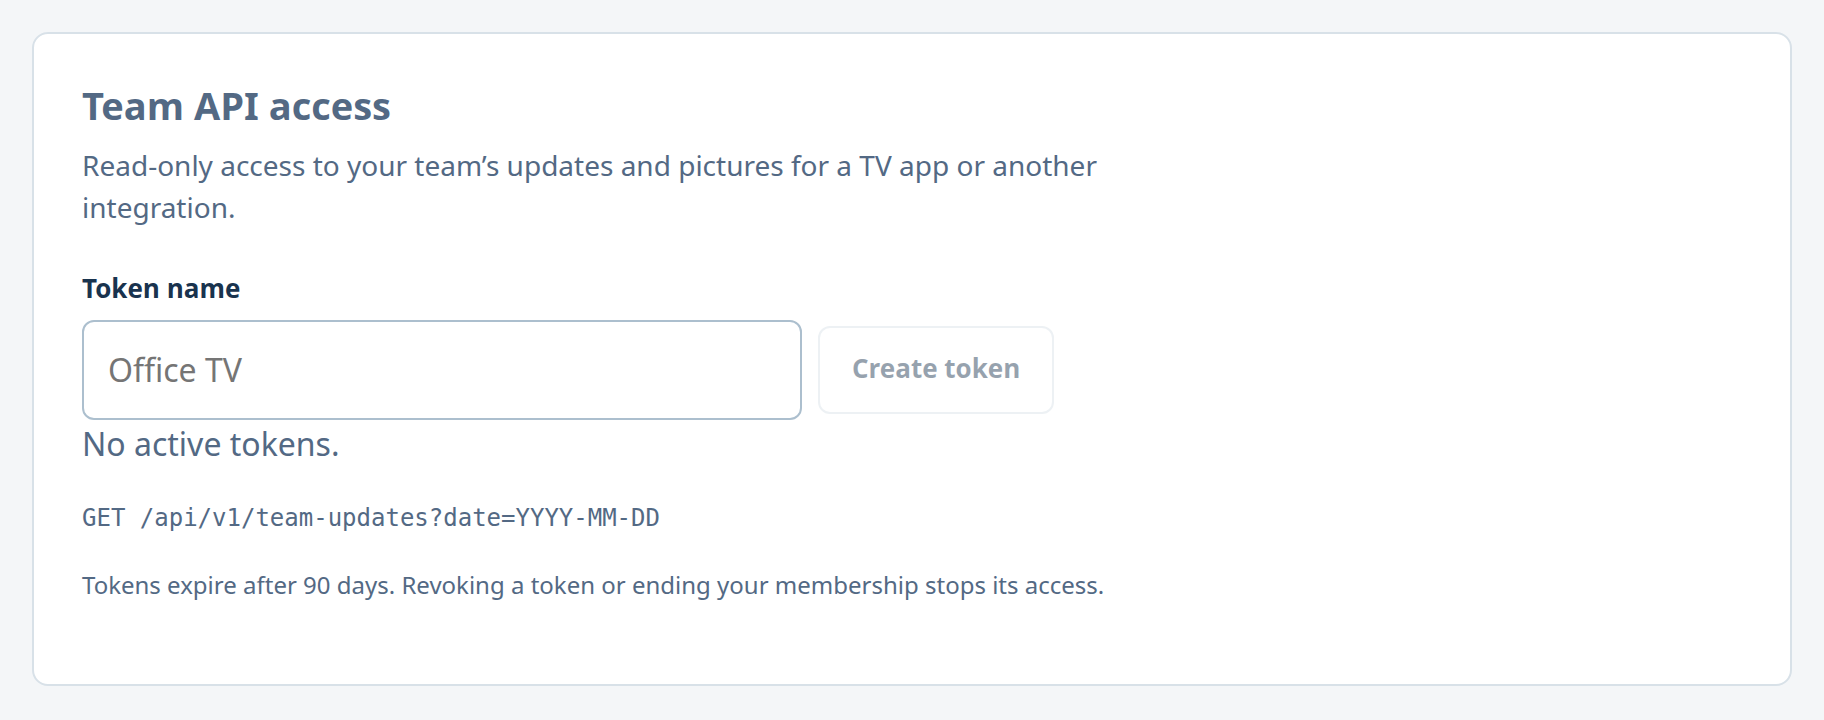 Team API access
Read-only access to your team’s updates and pictures for a TV app or another
integration.
Token name
Office TV
Create token
No active tokens.
GET /api/v1/team-updates?date=YYYY-MM-DD
Tokens expire after 90 days. Revoking a token or ending your membership stops its access.